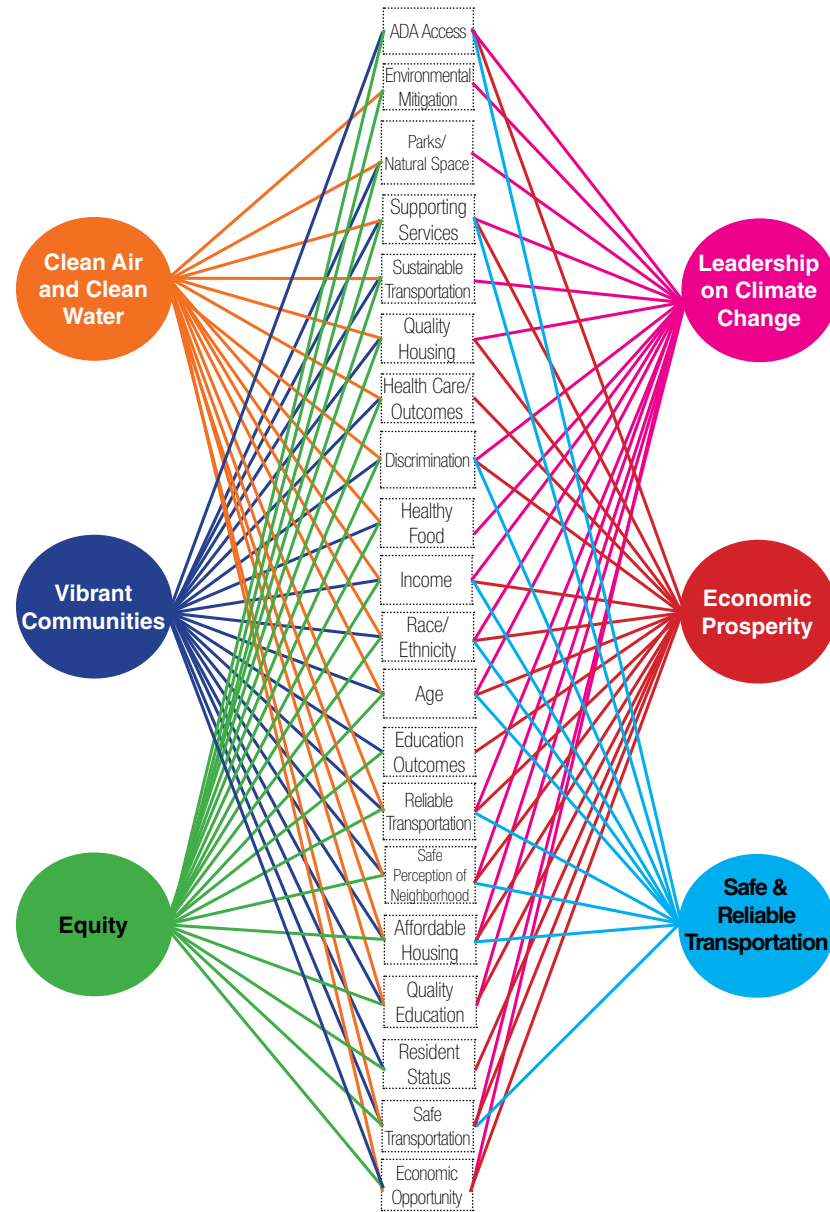 ADA Access
Environmental
Mitigation
Parks/
Natural Space
Supporting
Services
Sustainable
Transportation
Quality
Housing
Health Care/
Outcomes
Discrimination
Healthy
Food
Income
Race/
Ethnicity
Age
Education
Outcomes
Reliable
Transportation
Safe
Perception of
Neighborhood
Affordable
Housing
Quality
Education
Resident
Status
Safe
Transportation
Economic
Opportunity
Clean Air
and Clean
Water
Vibrant
Communities
Equity
Leadership
on Climate
Change
Economic
Prosperity
Safe &
Reliable
Transportation